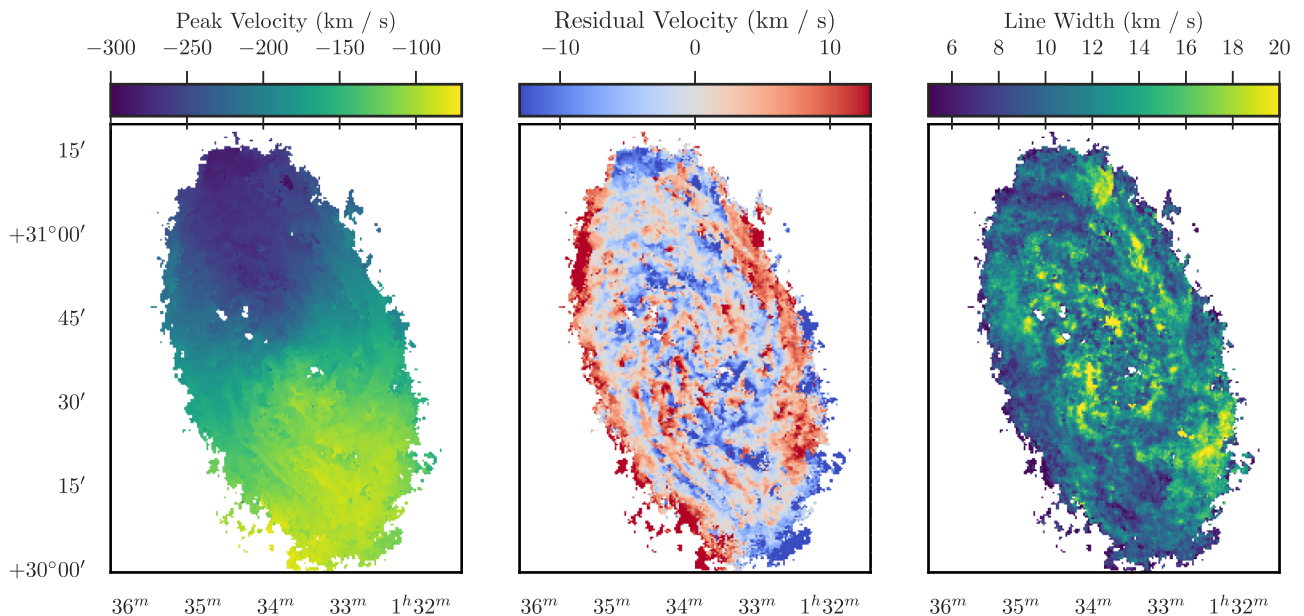 Peak Velocity (km / s) Residual Velocity (km / s) Line Width (km / s)
−300 −250 −200 −150 −100 −10 0 10 6 8 10 12 14 16 18 20
15′
+31°00′
45′
30′
15′
+30°00′
36ᵐ 35ᵐ 34ᵐ 33ᵐ 1ʰ32ᵐ 36ᵐ 35ᵐ 34ᵐ 33ᵐ 1ʰ32ᵐ 36ᵐ 35ᵐ 34ᵐ 33ᵐ 1ʰ32ᵐ